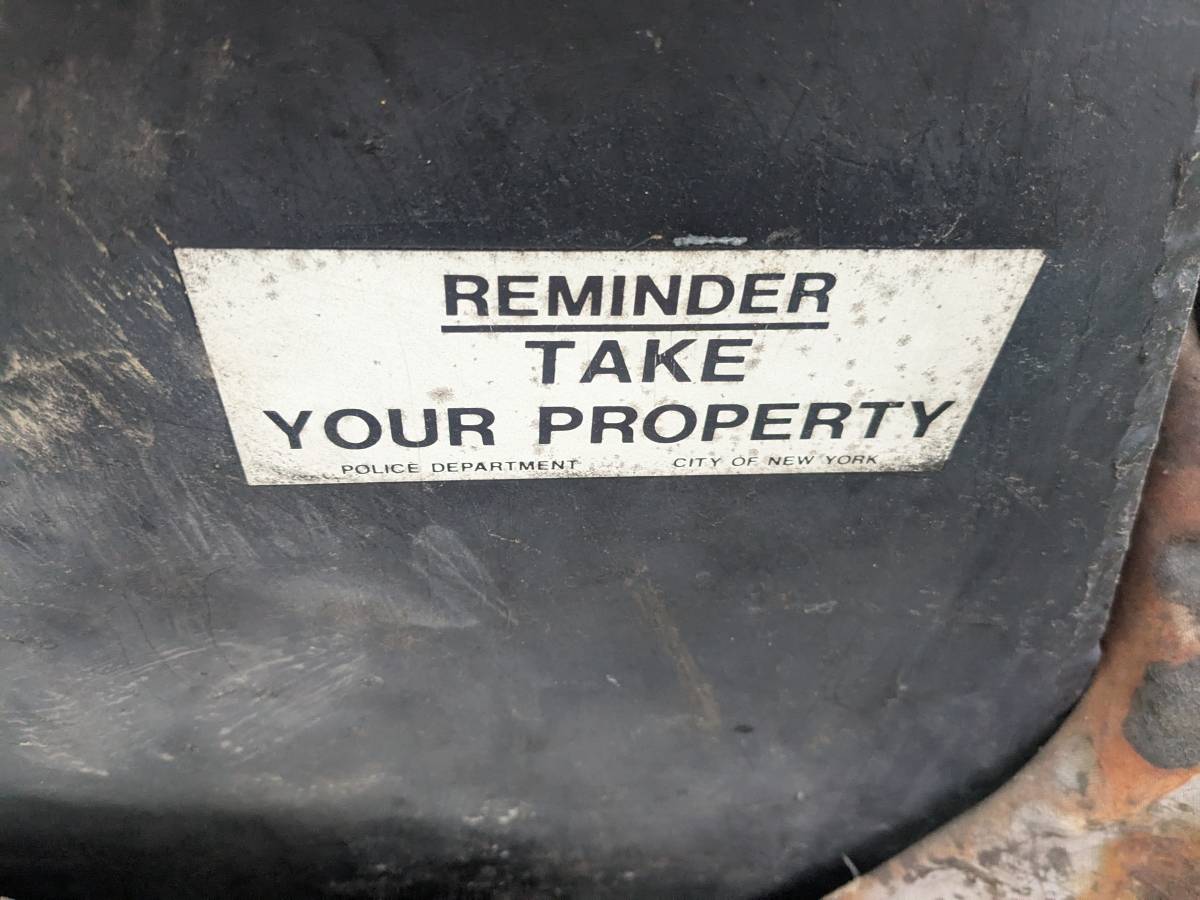 REMINDER
TAKE
YOUR PROPERTY
POLICE DEPARTMENT CITY OF NEW YORK